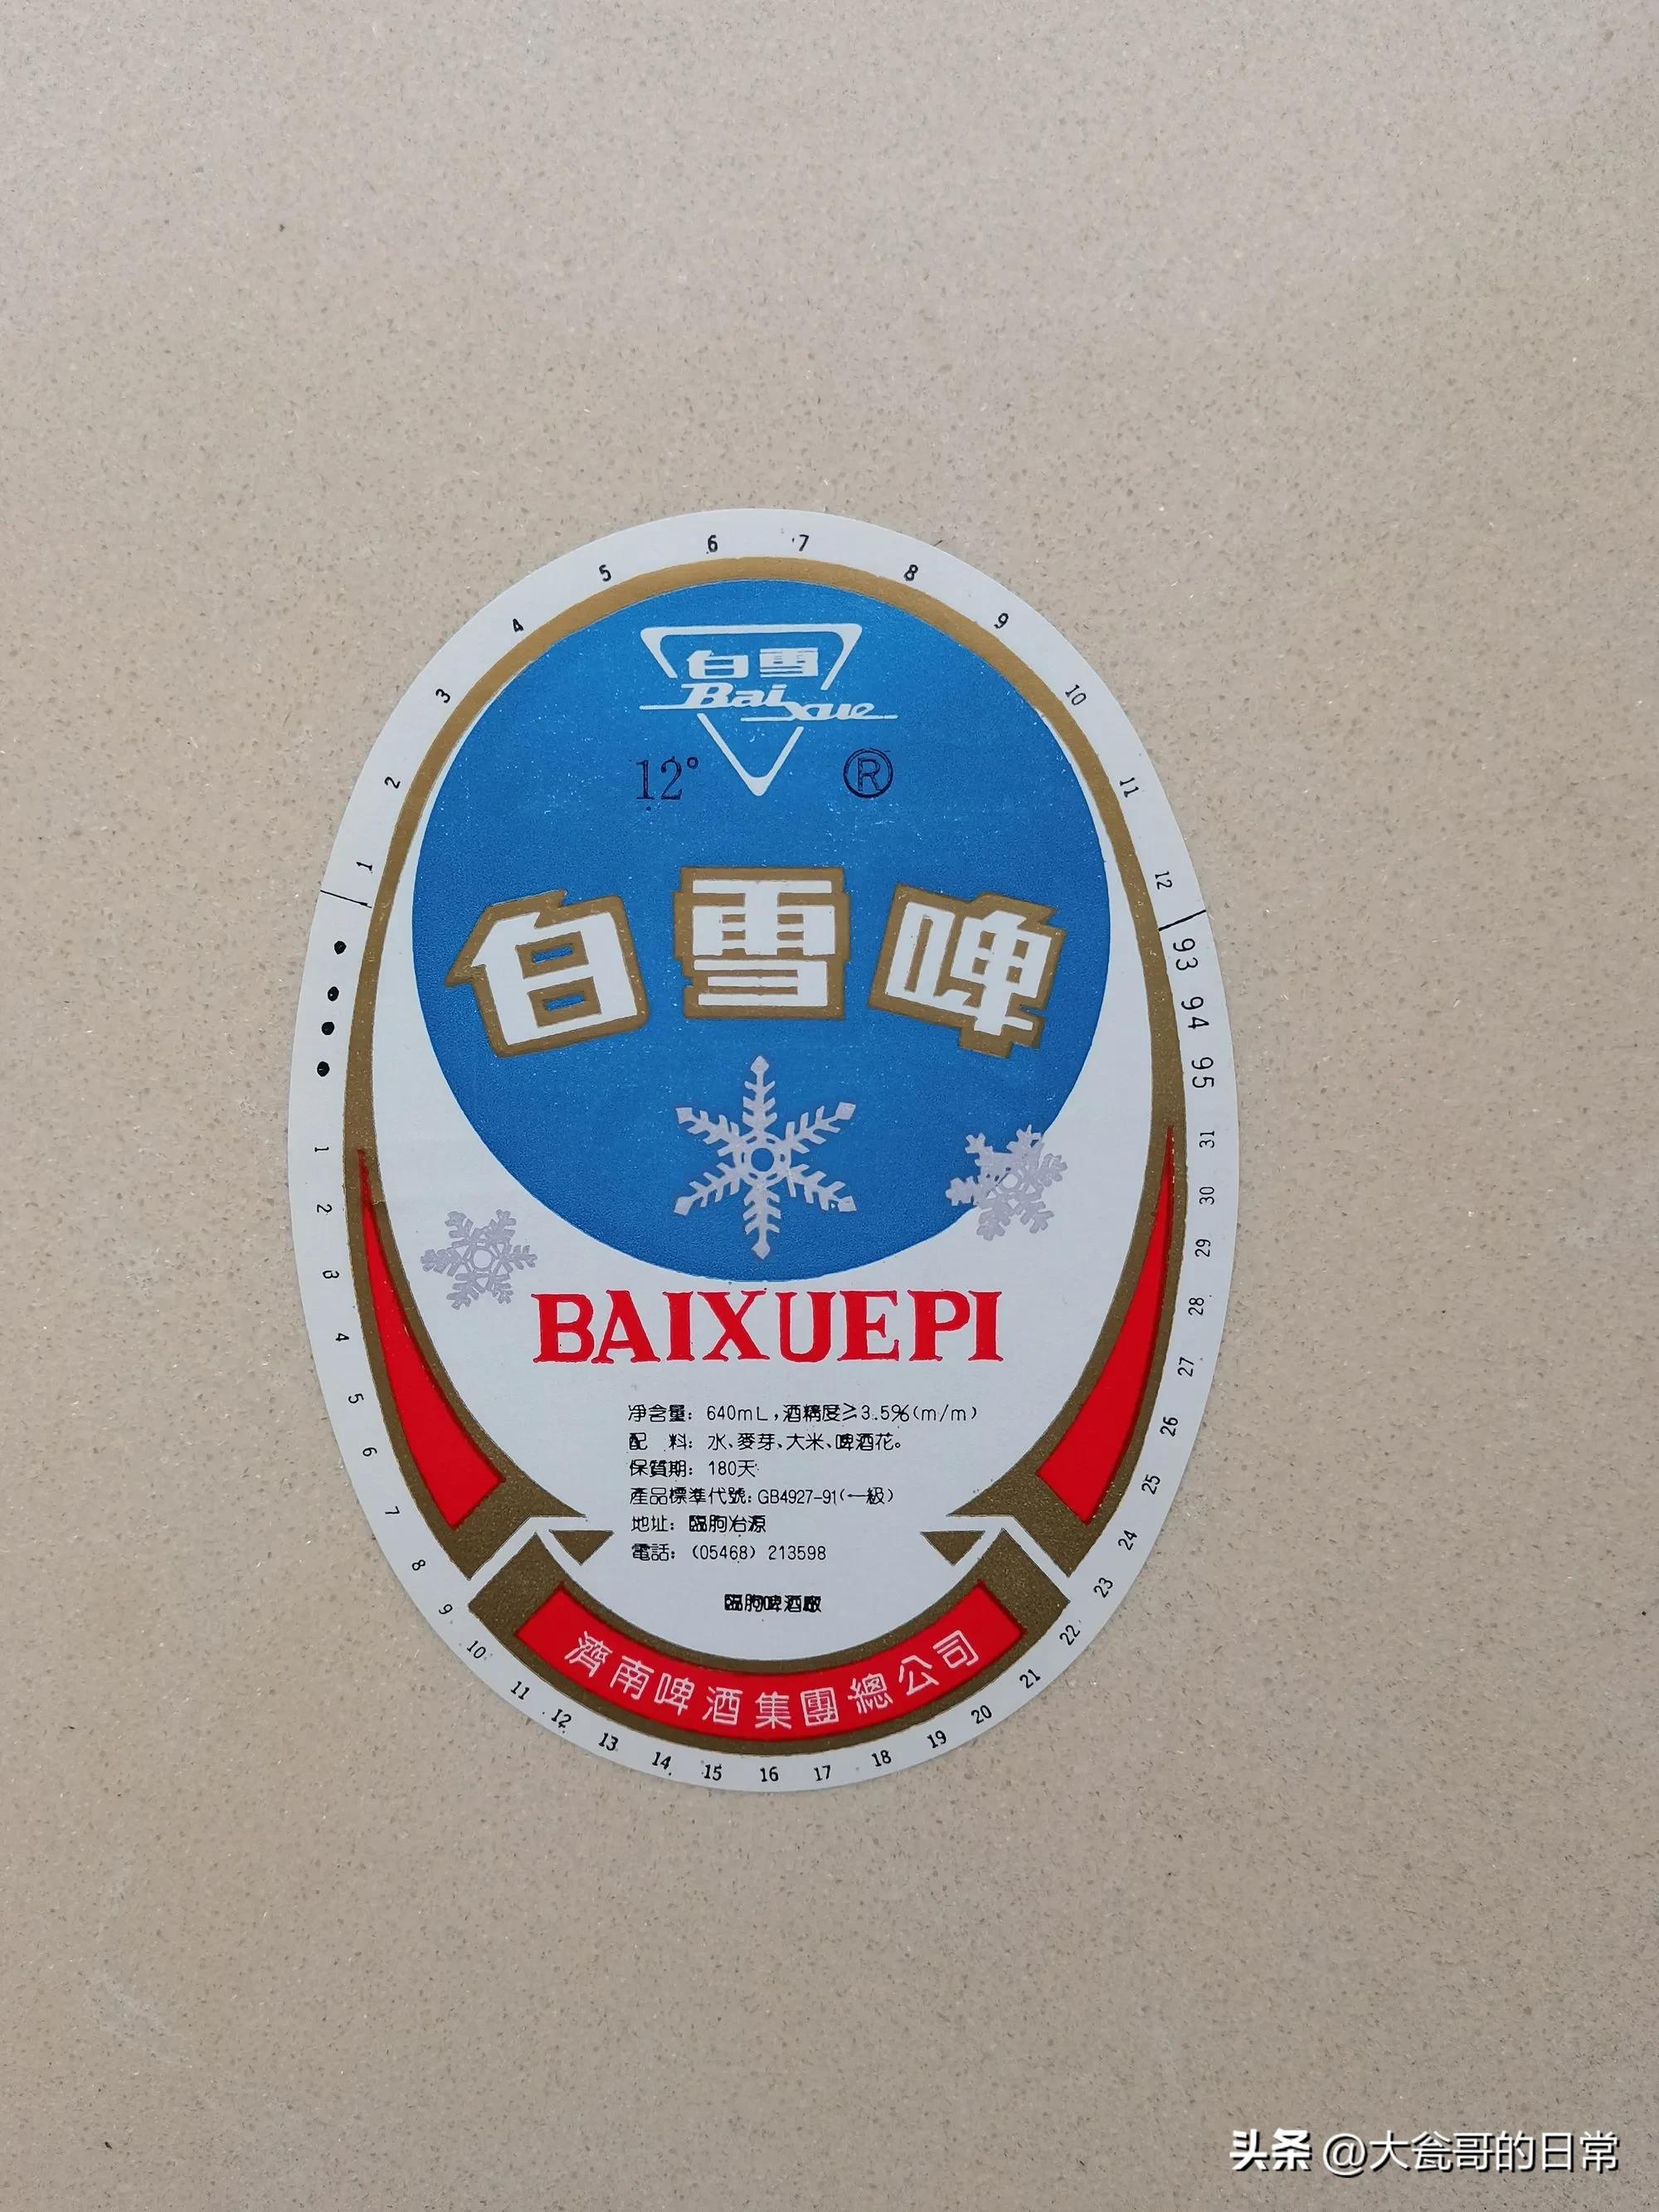 白雪
BaiXue
12° ®
白雪啤
BAIXUEPI
淨含量: 640mL,酒精度≥3.5%(m/m)
配 料: 水、麥芽、大米、啤酒花。
保質期: 180天
產品標準代號: GB4927-91(一級)
地址: 臨朐冶源
電話: (05468) 213598
臨朐啤酒廠
濟南啤酒集團總公司
1 2 3 4 5 6 7 8 9 10 11 12
93 94 95
1 2 3 4 5 6 7 8 9 10 11 12 13 14 15 16 17 18 19 20 21 22 23 24 25 26 27 28 29 30 31
头条 @大瓮哥的日常